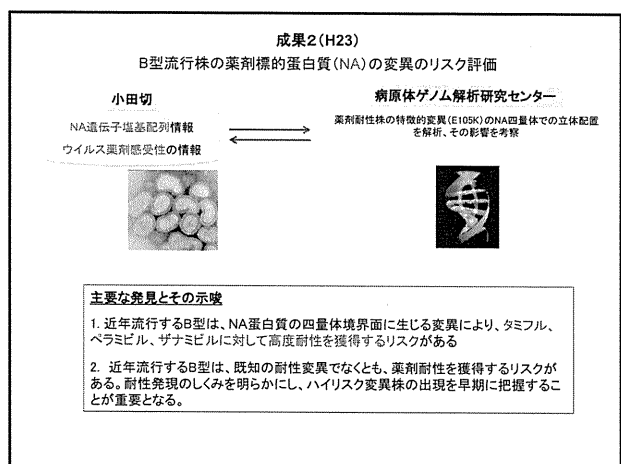 成果2(H23)
B型流行株の薬剤標的蛋白質(NA)の変異のリスク評価
小田切
NA遺伝子塩基配列情報
ウイルス薬剤感受性の情報
病原体ゲノム解析研究センター
薬剤耐性株の特徴的変異(E105K)のNA四量体での立体配置
を解析、その影響を考察
主要な発見とその示唆
1. 近年流行するB型は、NA蛋白質の四量体境界面に生じる変異により、タミフル、
ペラミビル、ザナミビルに対して高度耐性を獲得するリスクがある
2. 近年流行するB型は、既知の耐性変異でなくとも、薬剤耐性を獲得するリスクが
ある。耐性発現のしくみを明らかにし、ハイリスク変異株の出現を早期に把握するこ
とが重要となる。